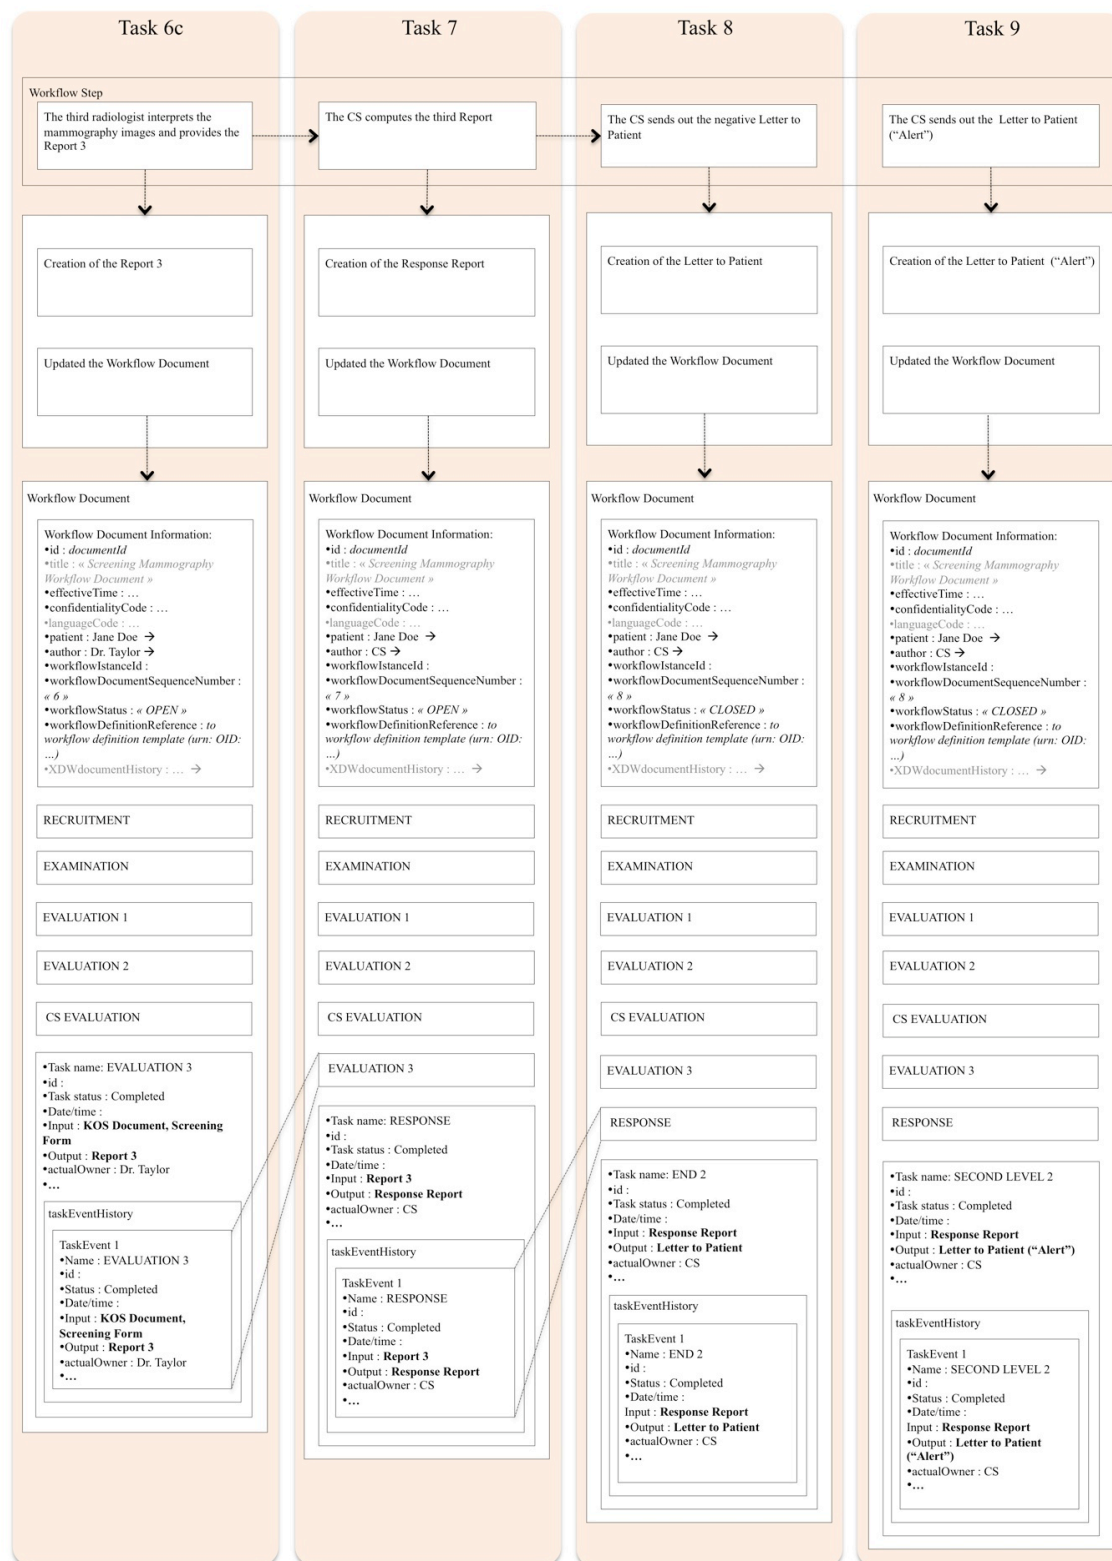 Task 6c
Task 7
Task 8
Task 9
Workflow Step
The third radiologist interprets the
mammography images and provides the
Report 3
The CS computes the third Report
The CS sends out the negative Letter to
Patient
The CS sends out the  Letter to Patient
(“Alert”)
Creation of the Report 3
Updated the Workflow Document
Creation of the Response Report
Updated the Workflow Document
Creation of the Letter to Patient
Updated the Workflow Document
Creation of the Letter to Patient  (“Alert”)
Updated the Workflow Document
Workflow Document
Workflow Document Information:
•id : documentId
•title : « Screening Mammography
Workflow Document »
•effectiveTime : …
•confidentialityCode : …
•languageCode : …
•patient : Jane Doe →
•author : Dr. Taylor →
•workflowIstanceId :
•workflowDocumentSequenceNumber :
« 6 »
•workflowStatus : « OPEN »
•workflowDefinitionReference : to
workflow definition template (urn: OID:
…)
•XDWdocumentHistory : … →
RECRUITMENT
EXAMINATION
EVALUATION 1
EVALUATION 2
CS EVALUATION
•Task name: EVALUATION 3
•id :
•Task status : Completed
•Date/time :
•Input : KOS Document, Screening
Form
•Output : Report 3
•actualOwner : Dr. Taylor
•…
taskEventHistory
TaskEvent 1
•Name : EVALUATION 3
•id :
•Status : Completed
•Date/time :
•Input : KOS Document,
Screening Form
•Output : Report 3
•actualOwner : Dr. Taylor
•…
Workflow Document
Workflow Document Information:
•id : documentId
•title : « Screening Mammography
Workflow Document »
•effectiveTime : …
•confidentialityCode : …
•languageCode : …
•patient : Jane Doe →
•author : CS →
•workflowIstanceId :
•workflowDocumentSequenceNumber :
« 7 »
•workflowStatus : « OPEN »
•workflowDefinitionReference : to
workflow definition template (urn: OID:
…)
•XDWdocumentHistory : … →
RECRUITMENT
EXAMINATION
EVALUATION 1
EVALUATION 2
CS EVALUATION
EVALUATION 3
•Task name: RESPONSE
•id :
•Task status : Completed
•Date/time :
•Input : Report 3
•Output : Response Report
•actualOwner : CS
•…
taskEventHistory
TaskEvent 1
•Name : RESPONSE
•id :
•Status : Completed
•Date/time :
•Input : Report 3
•Output : Response Report
•actualOwner : CS
•…
Workflow Document
Workflow Document Information:
•id : documentId
•title : « Screening Mammography
Workflow Document »
•effectiveTime : …
•confidentialityCode : …
•languageCode : …
•patient : Jane Doe →
•author : CS →
•workflowIstanceId :
•workflowDocumentSequenceNumber :
« 8 »
•workflowStatus : « CLOSED »
•workflowDefinitionReference : to
workflow definition template (urn: OID:
…)
•XDWdocumentHistory : … →
RECRUITMENT
EXAMINATION
EVALUATION 1
EVALUATION 2
CS EVALUATION
EVALUATION 3
RESPONSE
•Task name: END 2
•id :
•Task status : Completed
•Date/time :
•Input : Response Report
•Output : Letter to Patient
•actualOwner : CS
•…
taskEventHistory
TaskEvent 1
•Name : END 2
•id :
•Status : Completed
•Date/time :
Input : Response Report
•Output : Letter to Patient
•actualOwner : CS
•…
Workflow Document
Workflow Document Information:
•id : documentId
•title : « Screening Mammography
Workflow Document »
•effectiveTime : …
•confidentialityCode : …
•languageCode : …
•patient : Jane Doe →
•author : CS →
•workflowIstanceId :
•workflowDocumentSequenceNumber :
« 8 »
•workflowStatus : « CLOSED »
•workflowDefinitionReference : to
workflow definition template (urn: OID:
…)
•XDWdocumentHistory : … →
RECRUITMENT
EXAMINATION
EVALUATION 1
EVALUATION 2
CS EVALUATION
EVALUATION 3
RESPONSE
•Task name: SECOND LEVEL 2
•id :
•Task status : Completed
•Date/time :
•Input : Response Report
•Output : Letter to Patient (“Alert”)
•actualOwner : CS
•…
taskEventHistory
TaskEvent 1
•Name : SECOND LEVEL 2
•id :
•Status : Completed
•Date/time :
Input : Response Report
•Output : Letter to Patient
(“Alert”)
•actualOwner : CS
•…